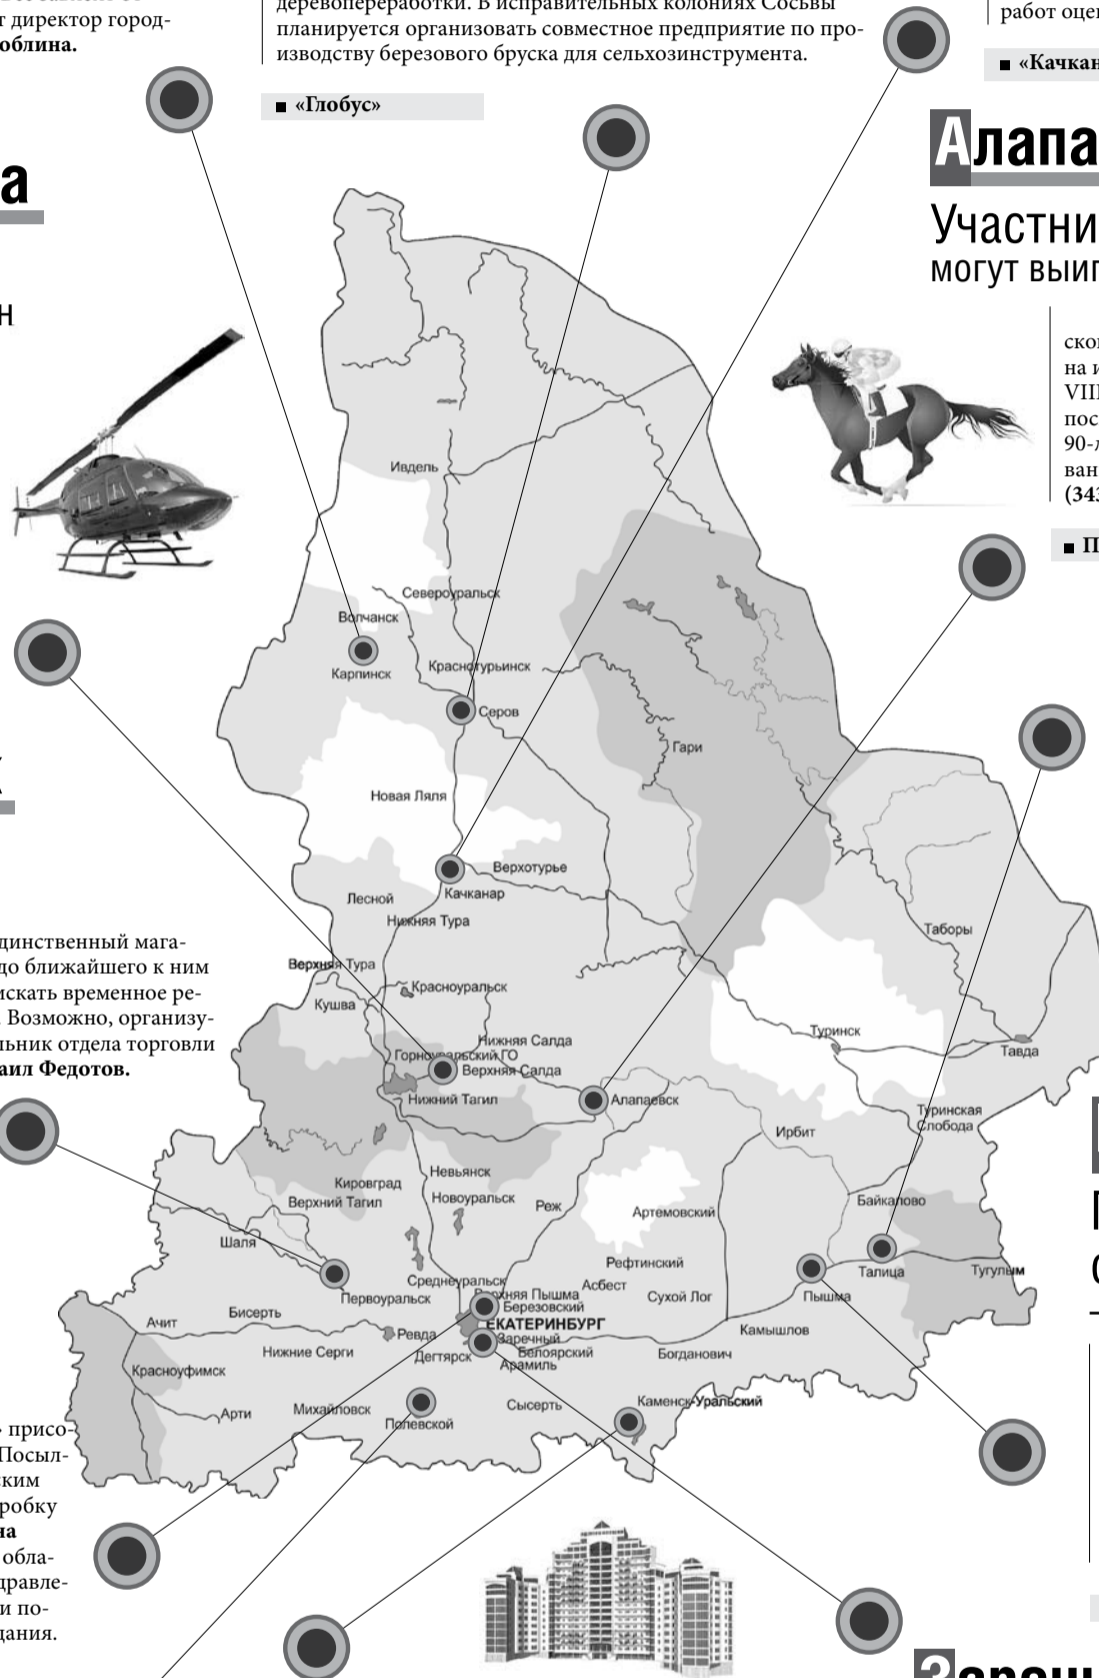 т директор город-
облина.
деревопереработки. В исправительных колониях Сосьвы
планируется организовать совместное предприятие по про-
изводству березового бруска для сельхозинструмента.
«Глобус»
работ оце
«Качкан
Алапа
Участни
могут выиг
ско
на и
VIII
пос
90-л
ван
(343
П
а
н
динственный мага-
до ближайшего к ним
искать временное ре-
. Возможно, организу-
льник отдела торговли
аил Федотов.
» присо-
Посыл-
ским
робку
на
обла-
дравле-
и по-
дания.
Ивдель
Североуральск
Волчанск
Карпинск
Краснотурьинск
Серов
Гари
Новая Ляля
Верхотурье
Качканар
Лесной
Нижняя Тура
Таборы
Верхняя Тура
Красноуральск
Кушва
Туринск
Тавда
Нижняя Салда
Горноуральский ГО
Верхняя Салда
Нижний Тагил
Алапаевск
Туринская
Слобода
Ирбит
Невьянск
Кировград
Новоуральск
Верхний Тагил
Реж
Артемовский
Байкалово
Шаля
Рефтинский
Талица
Тугулым
Среднеуральск
Асбест
Верхняя Пышма
Сухой Лог
Пышма
Первоуральск
Березовский
Бисерть
Ачит
ЕКАТЕРИНБУРГ
Ревда
Заречный
Камышлов
Нижние Серги
Дегтярск
Белоярский
Арамиль
Богданович
Красноуфимск
Арти
Михайловск
Полевской
Сысерть
Каменск-Уральский
Заречн